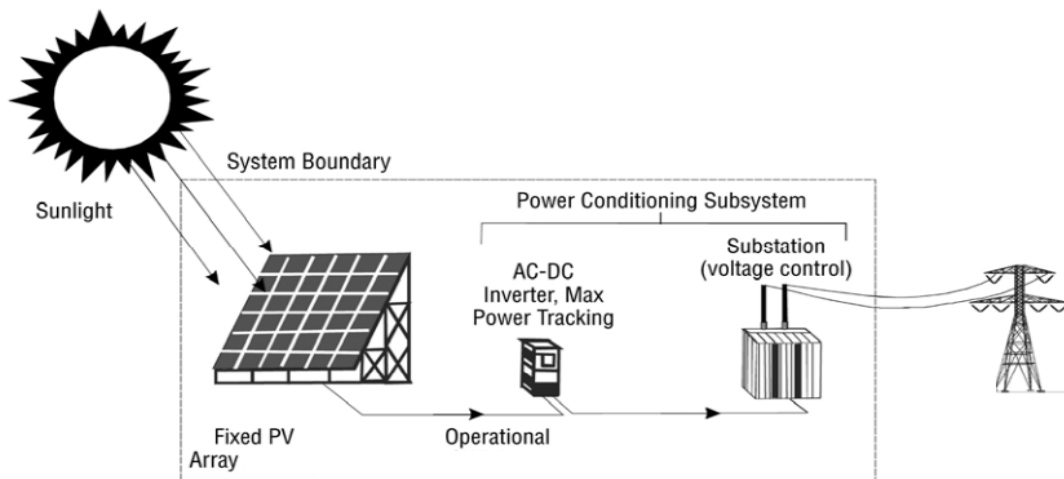 System Boundary
Sunlight
Power Conditioning Subsystem
Substation
(voltage control)
AC-DC
Inverter, Max
Power Tracking
Fixed PV
Array
Operational